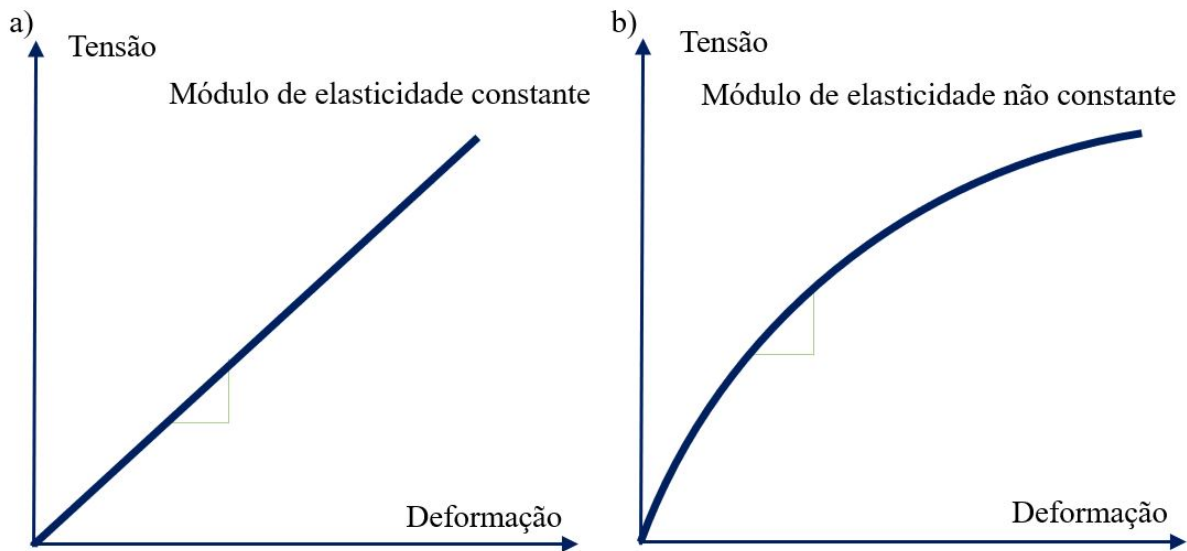 a)
Tensão
Módulo de elasticidade constante
Deformação
b)
Tensão
Módulo de elasticidade não constante
Deformação